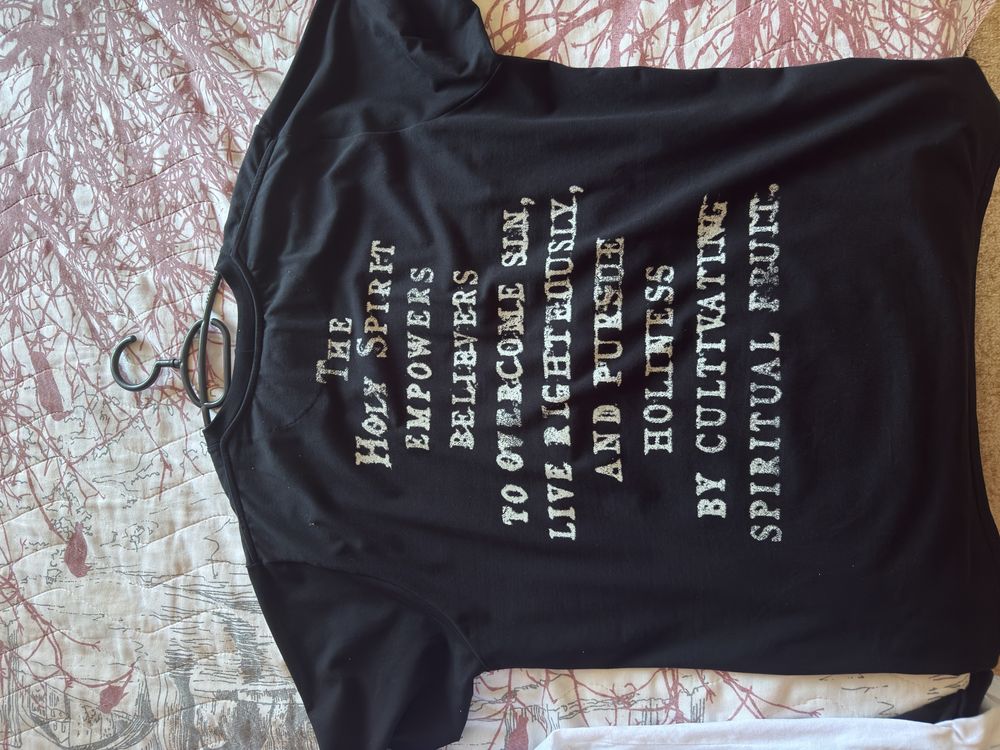 THE
HOLY SPIRIT
EMPOWERS
BELIEVERS
TO OVERCOME SIN,
LIVE RIGHTEOUSLY,
AND PURSUE
HOLINESS
BY CULTIVATING
SPIRITUAL FRUIT.